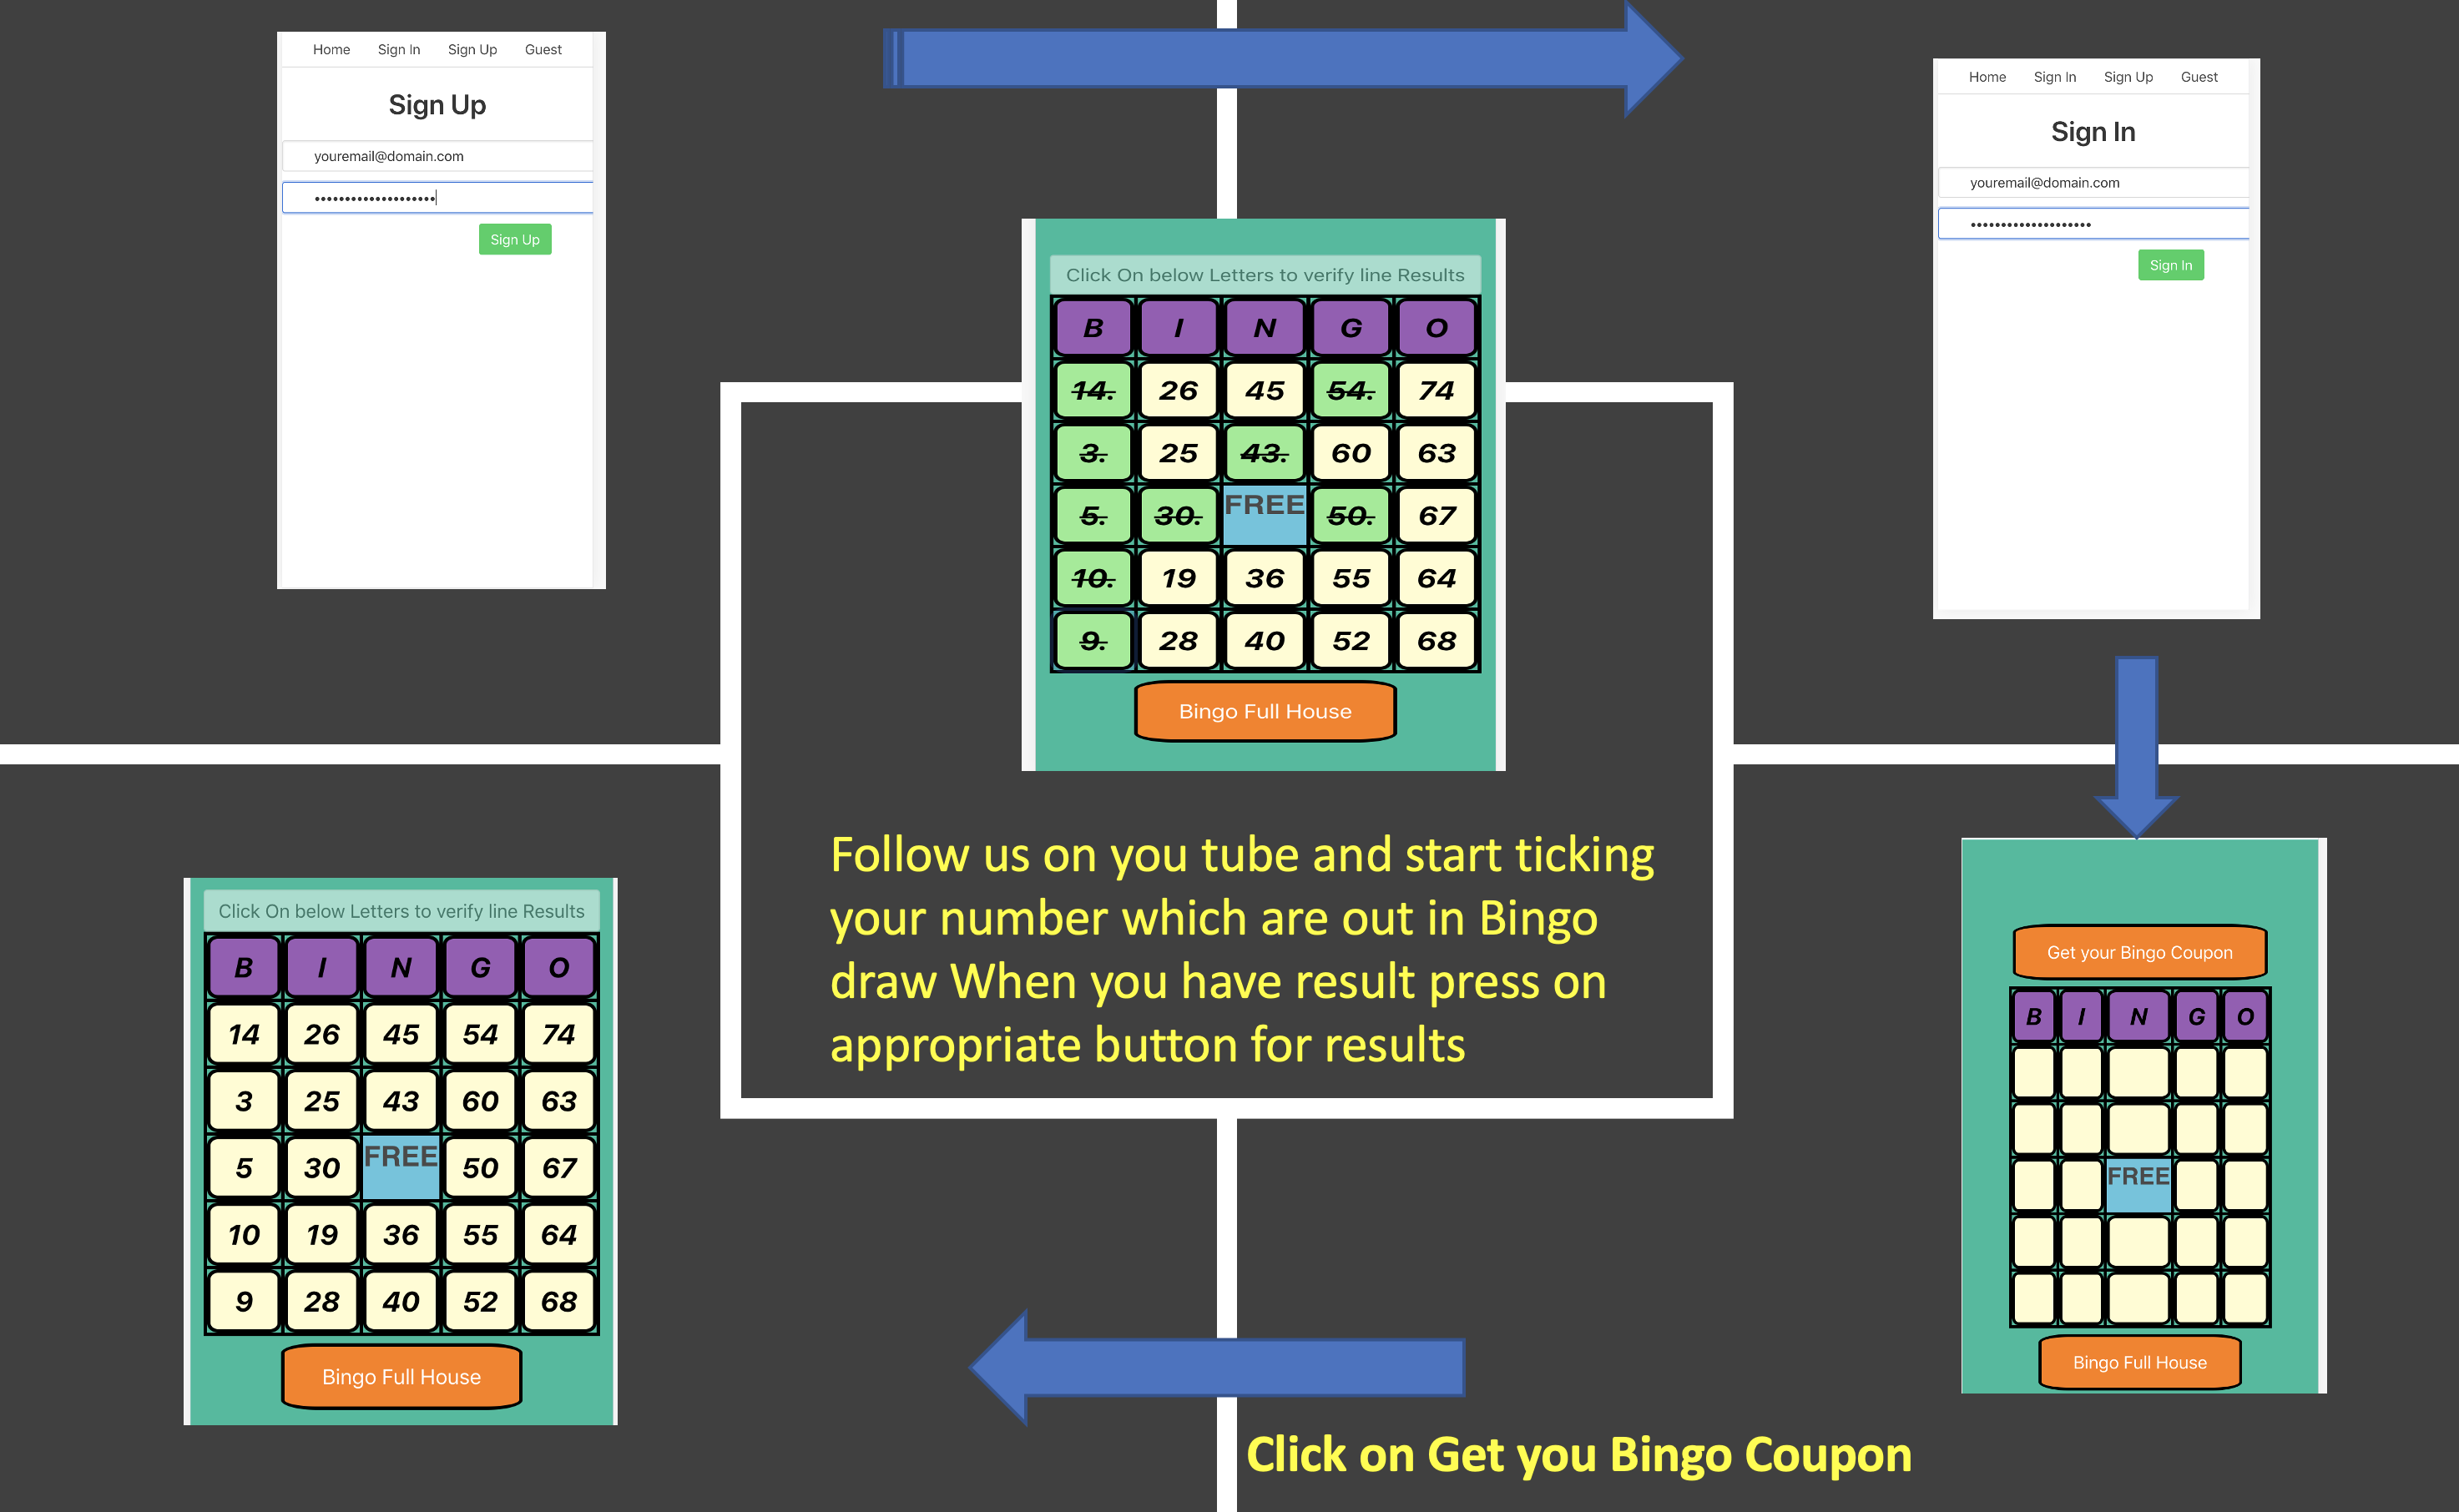 Home Sign In Sign Up Guest
Sign Up
youremail@domain.com
Sign Up
Home Sign In Sign Up Guest
Sign In
youremail@domain.com
Sign In
Click On below Letters to verify line Results
B I N G O
14. 26 45 54. 74
3. 25 43. 60 63
5. 30. FREE 50. 67
10. 19 36 55 64
9. 28 40 52 68
Bingo Full House
Follow us on you tube and start ticking
your number which are out in Bingo
draw When you have result press on
appropriate button for results
Click On below Letters to verify line Results
B I N G O
14 26 45 54 74
3 25 43 60 63
5 30 FREE 50 67
10 19 36 55 64
9 28 40 52 68
Bingo Full House
Get your Bingo Coupon
B I N G O
FREE
Bingo Full House
Click on Get you Bingo Coupon